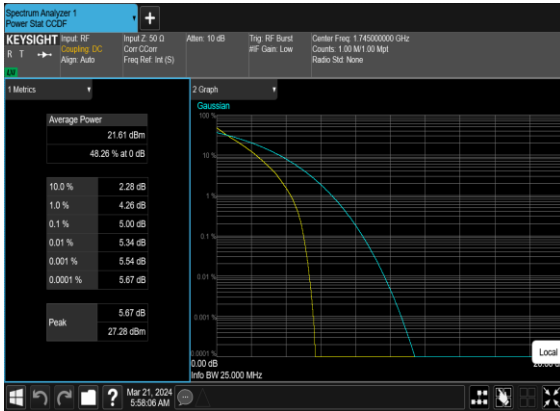 Spectrum Analyzer 1
Power Stat CCDF
KEYSIGHT
R T
Input: RF
Coupling: DC
Align: Auto
Input Z: 50 Ω
Corr CCorr
Freq Ref: Int (S)
Atten: 10 dB
Trig: RF Burst
#IF Gain: Low
Center Freq: 1.745000000 GHz
Counts: 1.00 M/1.00 Mpt
Radio Std: None
1 Metrics
Average Power
21.61 dBm
48.26 % at 0 dB
10.0 % 2.28 dB
1.0 % 4.26 dB
0.1 % 5.00 dB
0.01 % 5.34 dB
0.001 % 5.54 dB
0.0001 % 5.67 dB
Peak
5.67 dB
27.28 dBm
2 Graph
Gaussian
100 %
10 %
1 %
0.1 %
0.01 %
0.001 %
0.0001 %
0.00 dB
Info BW 25.000 MHz
Local
Mar 21, 2024
5:58:06 AM